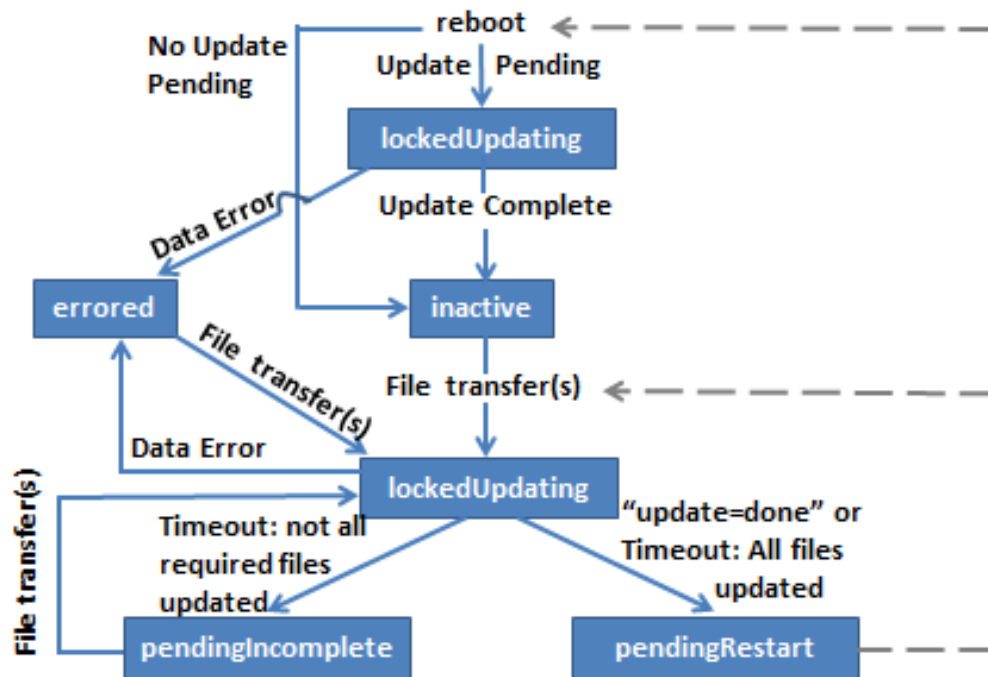 reboot
No Update
Pending
Update Pending
lockedUpdating
Data Error
Update Complete
errored
inactive
File transfer(s)
File transfer(s)
Data Error
lockedUpdating
File transfer(s)
Timeout: not all
required files
updated
“update=done” or
Timeout: All files
updated
pendingIncomplete
pendingRestart